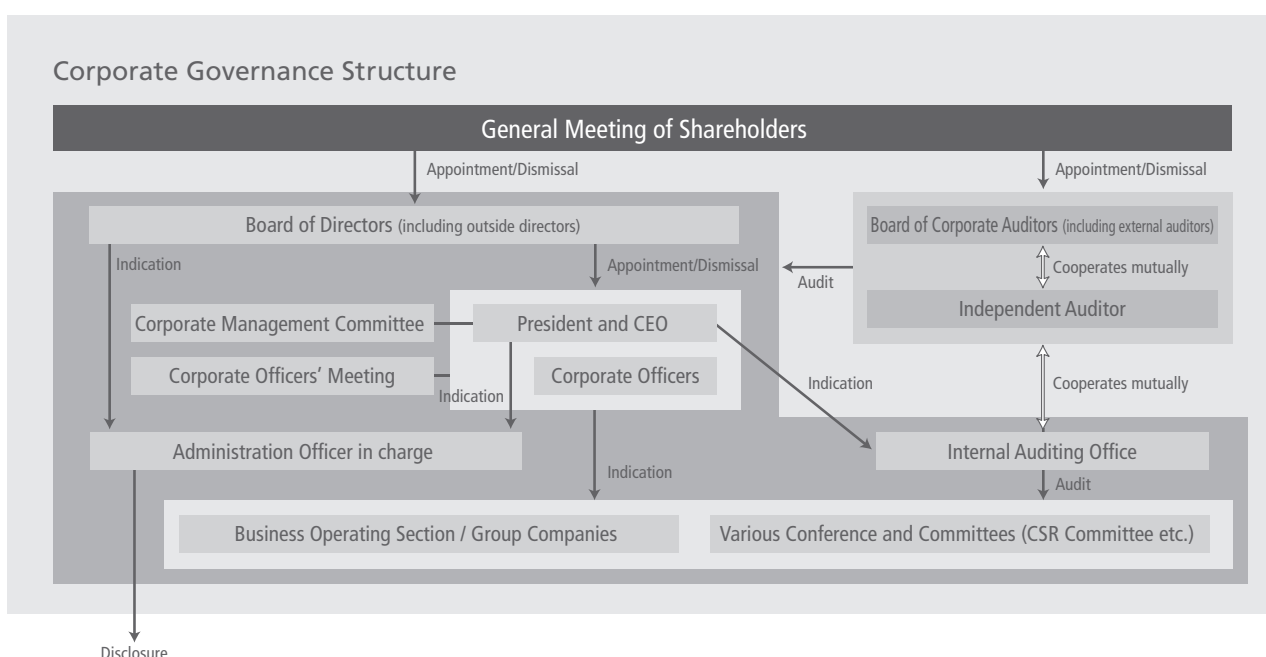 Corporate Governance Structure
General Meeting of Shareholders
Appointment/Dismissal
Appointment/Dismissal
Board of Directors (including outside directors)
Board of Corporate Auditors (including external auditors)
Indication
Appointment/Dismissal
Audit
Cooperates mutually
Independent Auditor
Corporate Management Committee
President and CEO
Corporate Officers' Meeting
Corporate Officers
Indication
Indication
Cooperates mutually
Administration Officer in charge
Internal Auditing Office
Indication
Audit
Business Operating Section / Group Companies
Various Conference and Committees (CSR Committee etc.)
Disclosure